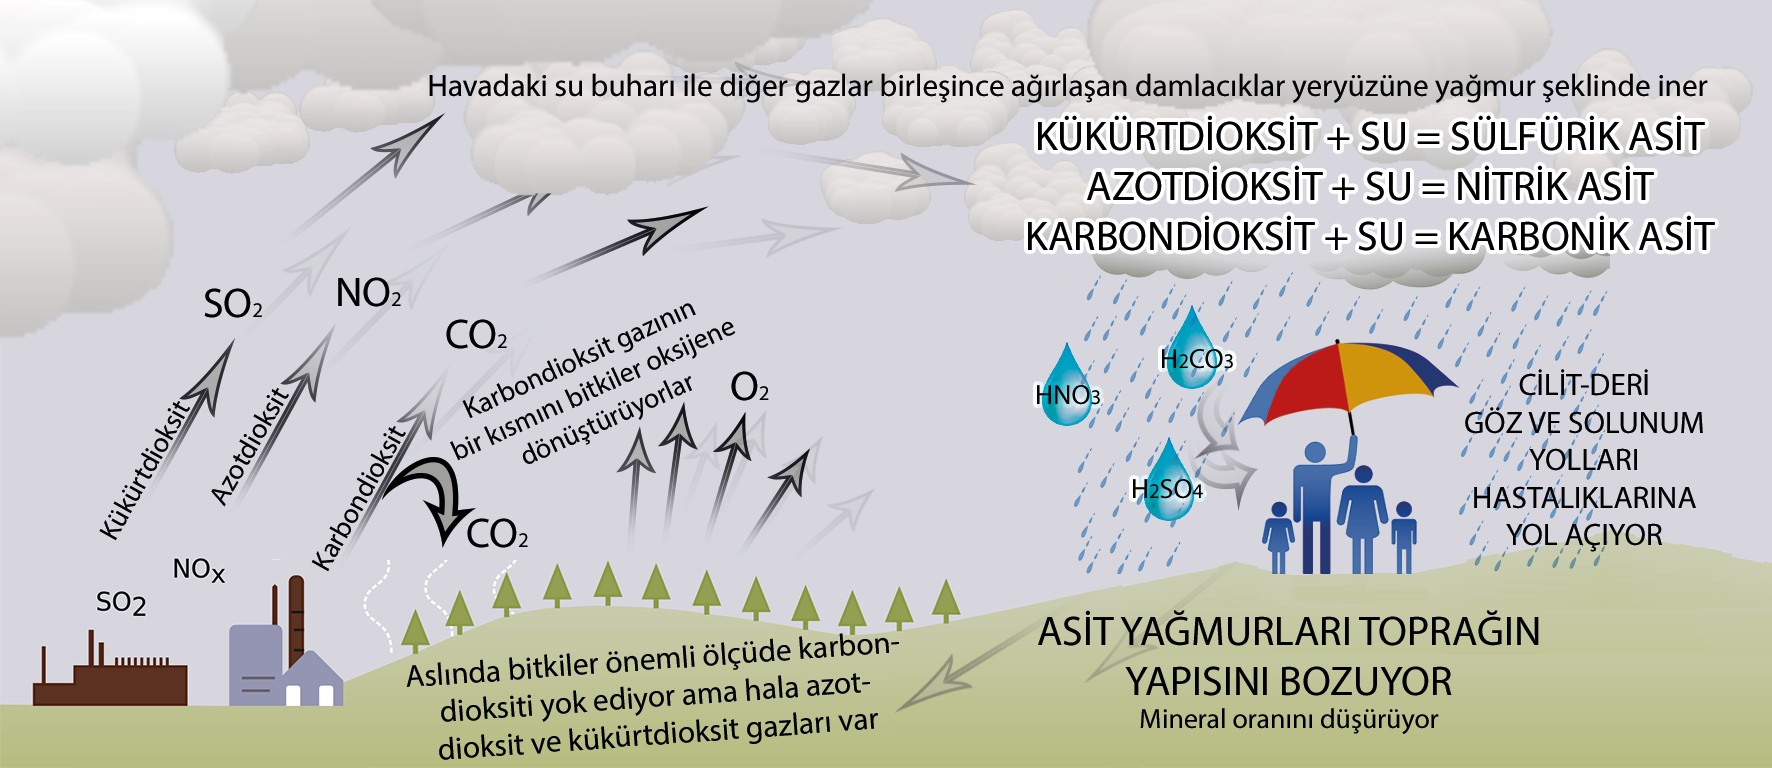 Havadaki su buharı ile diğer gazlar birleşince ağırlaşan damlacıklar yeryüzüne yağmur şeklinde iner
KÜKÜRTDİOKSİT + SU = SÜLFÜRİK ASİT
AZOTDİOKSİT + SU = NİTRİK ASİT
KARBONDİOKSİT + SU = KARBONİK ASİT
SO2
NO2
CO2
Kükürtdioksit
Azotdioksit
Karbondioksit
Karbondioksit gazının
bir kısmını bitkiler oksijene
dönüştürüyorlar
O2
CO2
NOx
SO2
H2CO3
HNO3
H2SO4
CİLİT-DERİ
GÖZ VE SOLUNUM
YOLLARI
HASTALIKLARINA
YOL AÇIYOR
Aslında bitkiler önemli ölçüde karbon-
dioksiti yok ediyor ama hala azot-
dioksit ve kükürtdioksit gazları var
ASİT YAĞMURLARI TOPRAĞIN
YAPISINI BOZUYOR
Mineral oranını düşürüyor